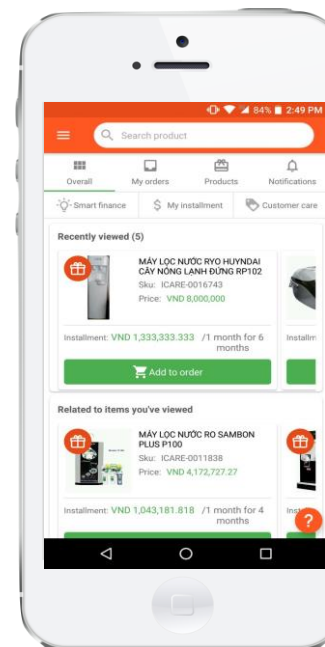 84% 2:49 PM
Search product
Overall My orders Products Notifications
Smart finance $ My installment Customer care
Recently viewed (5)
MÁY LỌC NƯỚC RYO HUYNDAI
CÂY NÓNG LẠNH ĐỨNG RP102
Sku: ICARE-0016743
Price: VND 8,000,000
Installment: VND 1,333,333.333 /1 month for 6
months
Installm
Add to order
Related to items you've viewed
MÁY LỌC NƯỚC RO SAMBON
PLUS P100
Sku: ICARE-0011838
Price: VND 4,172,727.27
Installment: VND 1,043,181.818 /1 month for 4
months
Inst
?